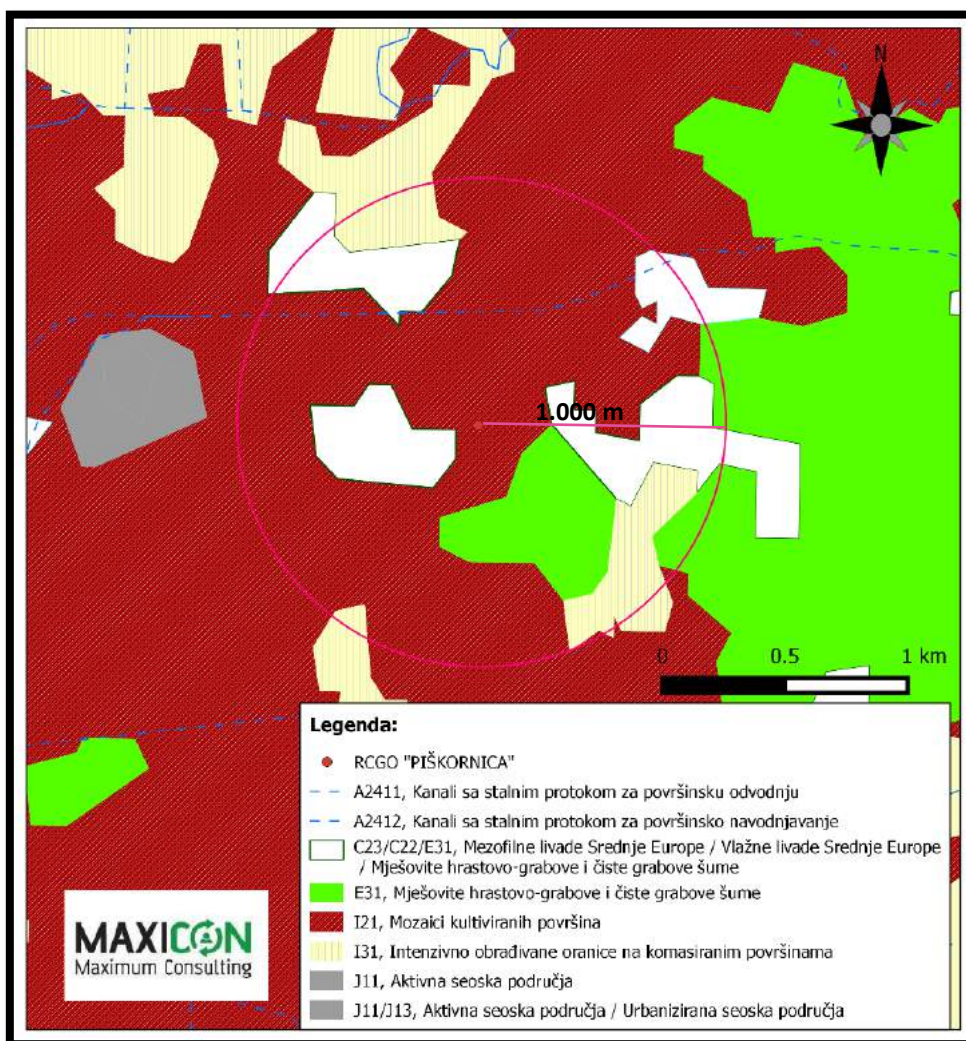 N
1.000 m
0 0.5 1 km
Legenda:
RCGO "PIŠKORNICA"
A2411, Kanali sa stalnim protokom za površinsku odvodnju
A2412, Kanali sa stalnim protokom za površinsko navodnjavanje
C23/C22/E31, Mezofilne livade Srednje Europe / Vlažne livade Srednje Europe
/ Mješovite hrastovo-grabove i čiste grabove šume
E31, Mješovite hrastovo-grabove i čiste grabove šume
I21, Mozaici kultiviranih površina
I31, Intenzivno obrađivane oranice na komasiranim površinama
J11, Aktivna seoska područja
J11/J13, Aktivna seoska područja / Urbanizirana seoska područja
MAXICON
Maximum Consulting